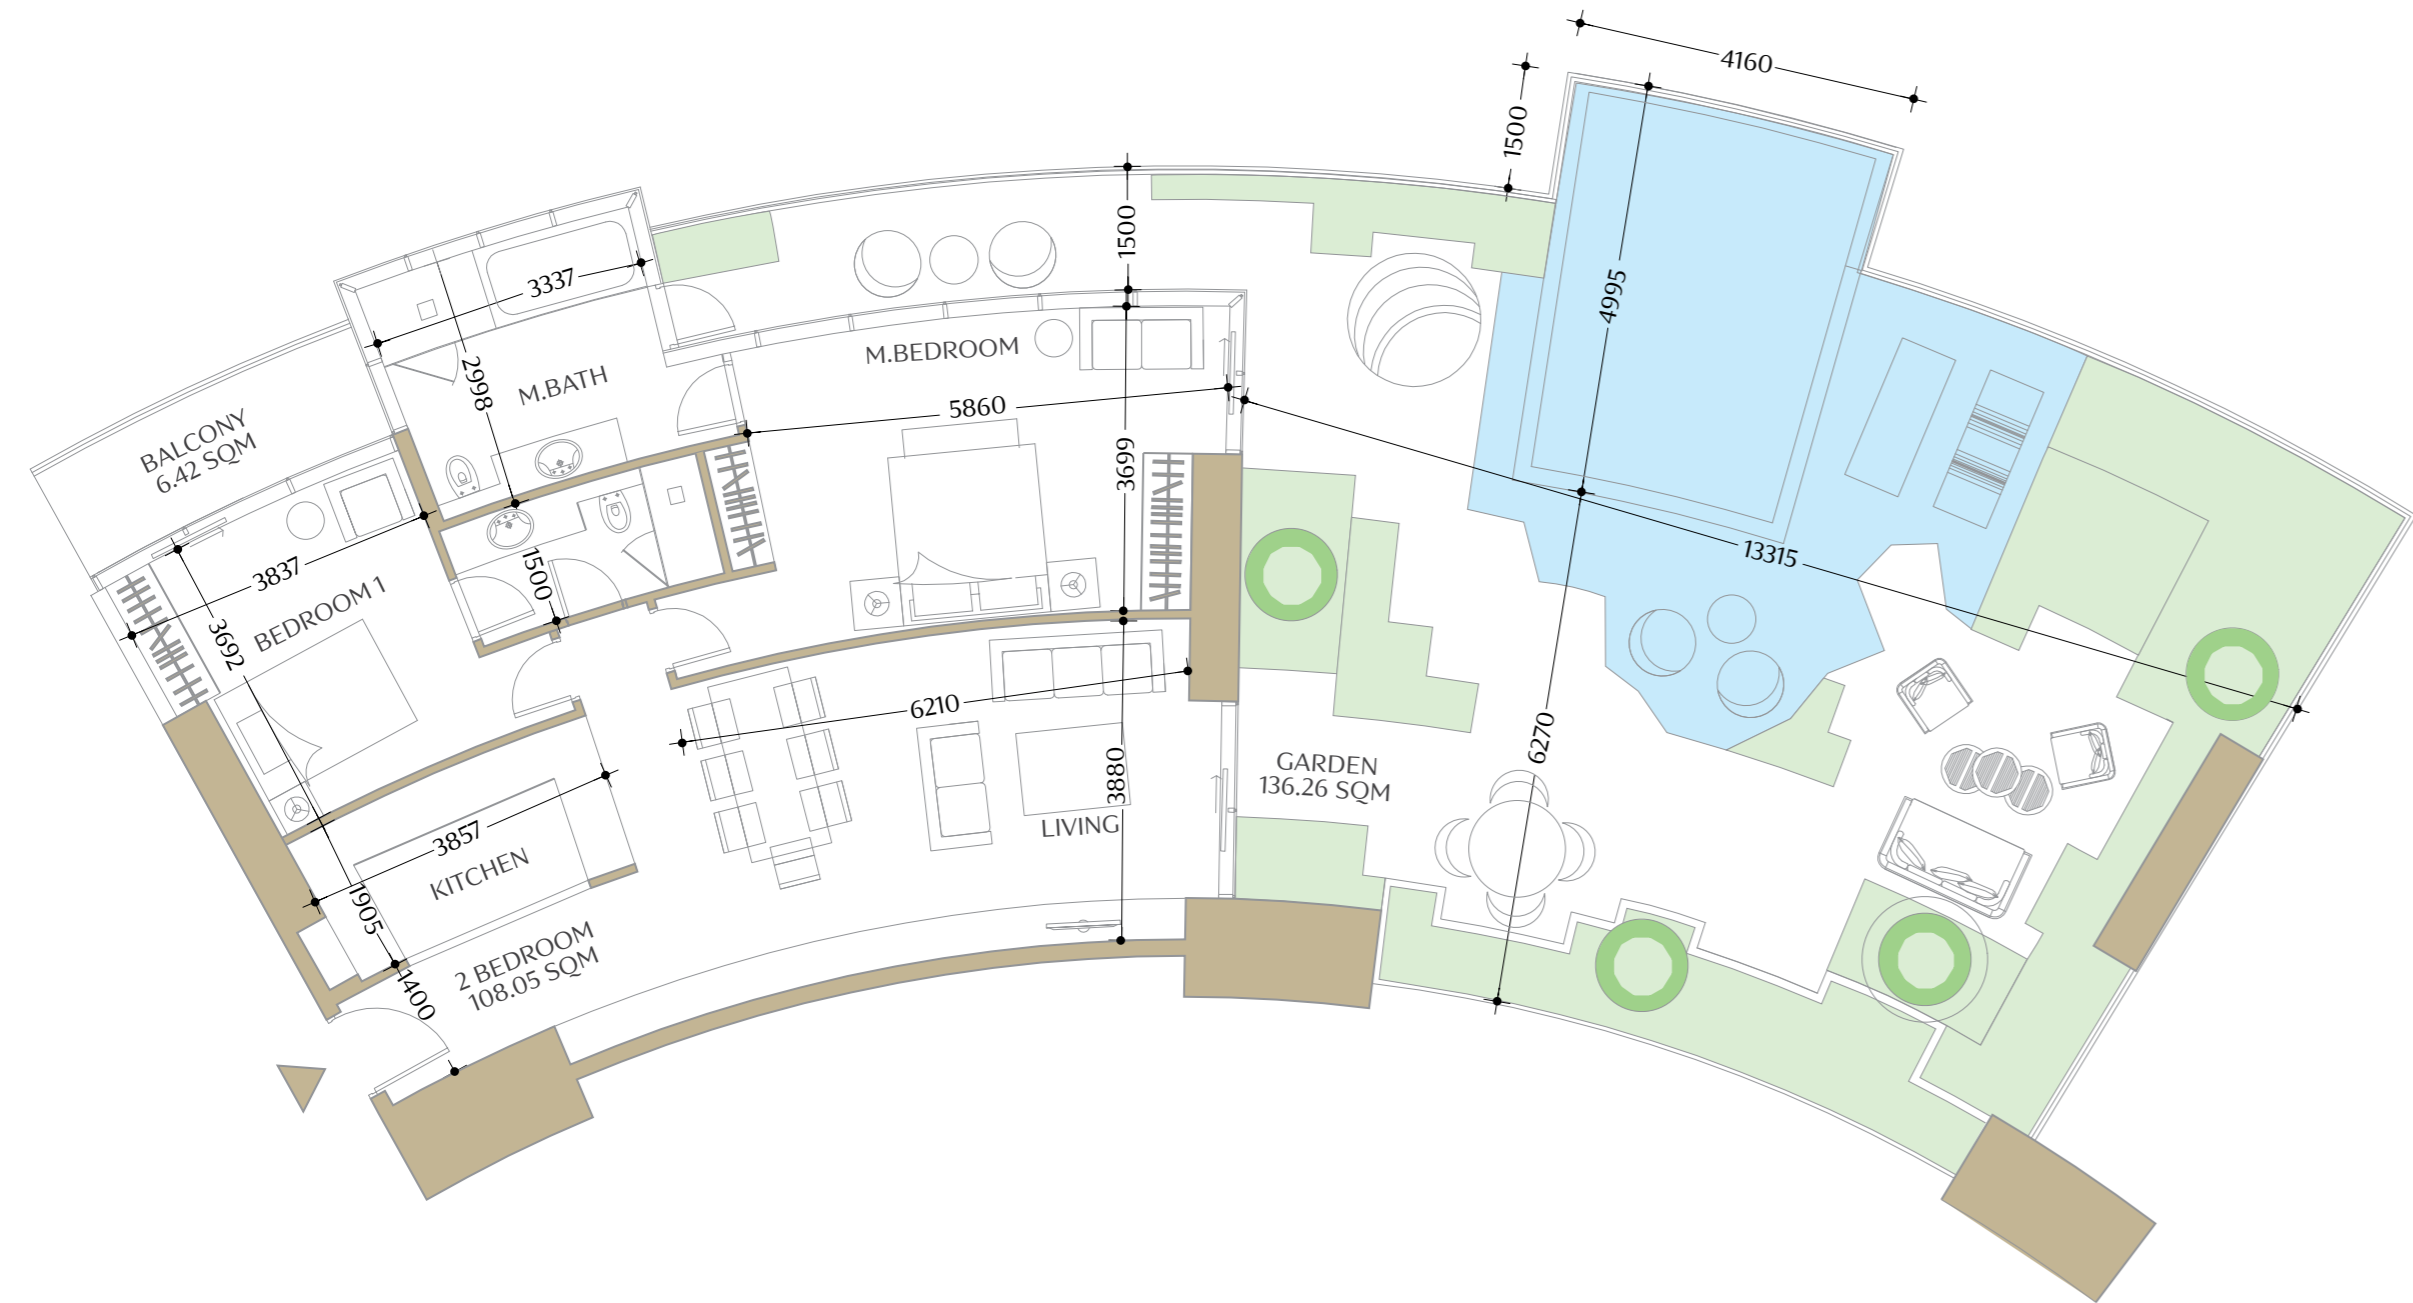 4160
1500
4995
1500
3337
2998
M.BATH
M.BEDROOM
5860
3699
BALCONY
6.42 SQM
3837
1500
BEDROOM 1
3692
13315
6210
6270
3880
GARDEN
136.26 SQM
LIVING
3857
KITCHEN
1905
1400
2 BEDROOM
108.05 SQM